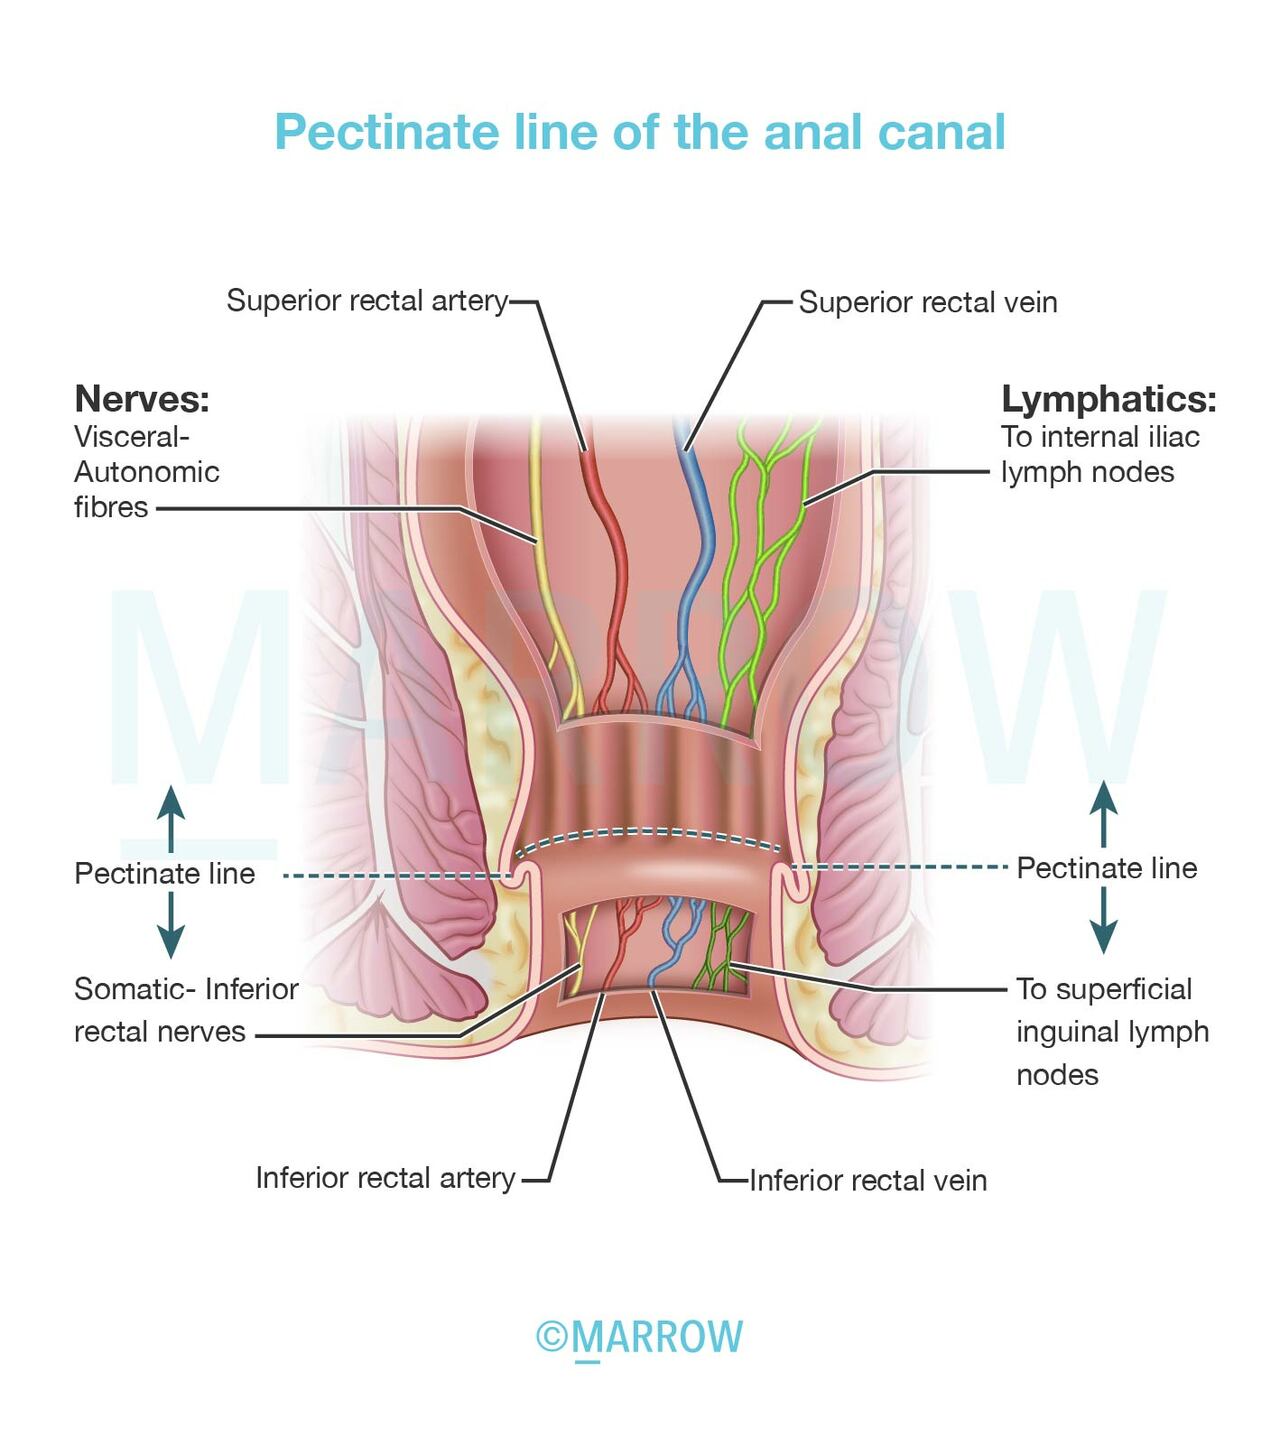 Pectinate line of the anal canal
Superior rectal artery
Superior rectal vein
Nerves:
Visceral-
Autonomic
fibres
Lymphatics:
To internal iliac
lymph nodes
MARROW
Pectinate line
Pectinate line
Somatic- Inferior
rectal nerves
To superficial
inguinal lymph
nodes
Inferior rectal artery
Inferior rectal vein
©MARROW